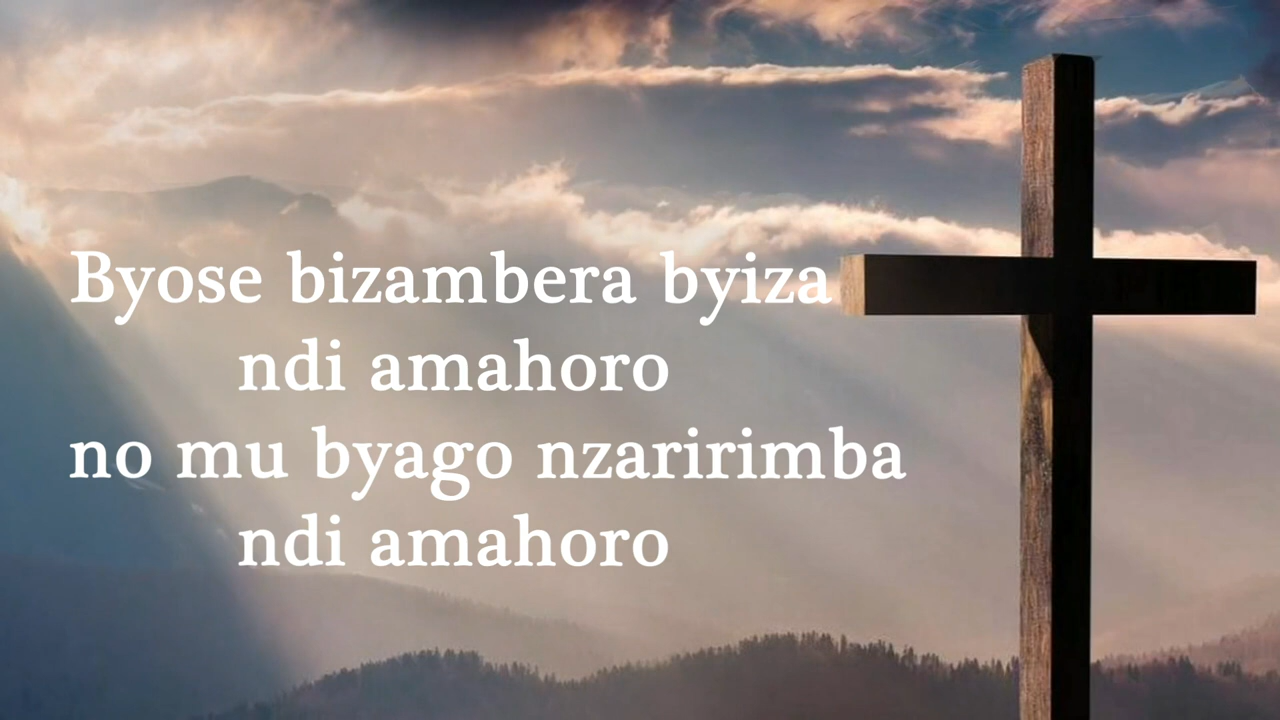 Byose bizambera byiza
ndi amahoro
no mu byago nzaririmba
ndi amahoro